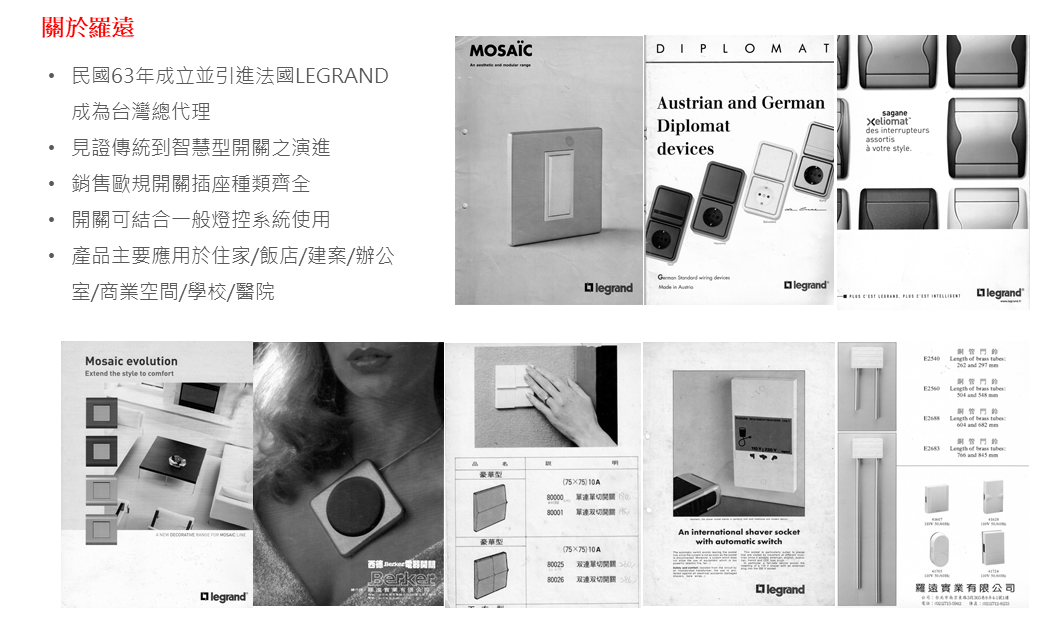 關於羅遠
• 民國63年成立並引進法國LEGRAND
成為台灣總代理
• 見證傳統到智慧型開關之演進
• 銷售歐規開關插座種類齊全
• 開關可結合一般燈控系統使用
• 產品主要應用於住家/飯店/建案/辦公
室/商業空間/學校/醫院
MOSAÏC
An aesthetic and modular range
legrand
DIPLOMAT
Austrian and German
Diplomat
devices
German Standard wiring devices
Made in Austria
legrand
sagane
Xeliomat
des interrupteurs
assortis
à votre style.
PLUS C'EST LEGRAND, PLUS C'EST INTELLIGENT
legrand
Mosaic evolution
Extend the style to comfort
A NEW DECORATIVE RANGE FOR MOSAIC LINE
legrand
西德Berker電器開關
Berker
羅遠實業有限公司
品名 說明
豪華型
(75×75)10A
80000 單連單切開關
80001 單連双切開關
豪華型
(75×75)10A
80025 双連單切開關
80026 双連双切開關
An international shaver socket
with automatic switch
legrand
銅管門鈴
E2540 Length of brass tubes:
262 and 297 mm
銅管門鈴
E2560 Length of brass tubes:
504 and 548 mm
銅管門鈴
E2688 Length of brass tubes:
604 and 682 mm
銅管門鈴
E2683 Length of brass tubes:
766 and 845 mm
羅遠實業有限公司